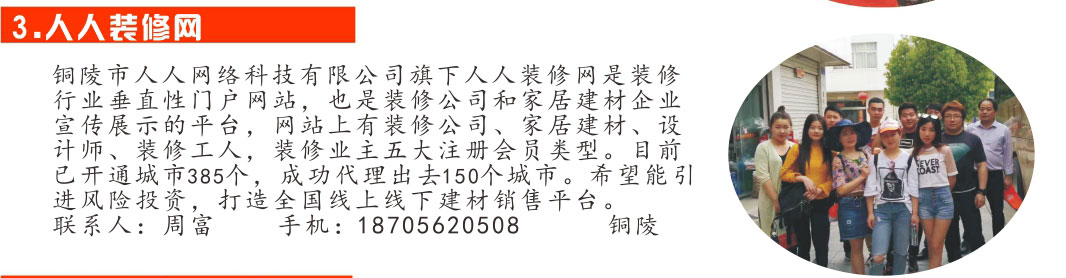 3.人人装修网
铜陵市人人网络科技有限公司旗下人人装修网是装修
行业垂直性门户网站，也是装修公司和家居建材企业
宣传展示的平台，网站上有装修公司、家居建材、设
计师、装修工人，装修业主五大注册会员类型。目前
已开通城市385个，成功代理出去150个城市。希望能引
进风险投资，打造全国线上线下建材销售平台。
联系人：周富 手机：18705620508 铜陵
EVER
COAST